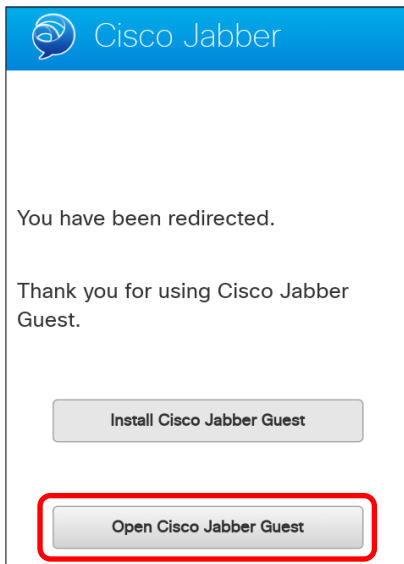 Cisco Jabber
You have been redirected.
Thank you for using Cisco Jabber
Guest.
Install Cisco Jabber Guest
Open Cisco Jabber Guest